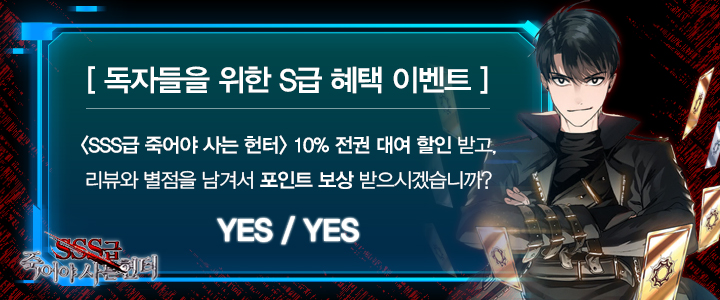 [ 독자들을 위한 S급 혜택 이벤트 ]
<SSS급 죽어야 사는 헌터> 10% 전권 대여 할인 받고,
리뷰와 별점을 남겨서 포인트 보상 받으시겠습니까?
YES / YES
SSS급
죽어야 사는 헌터